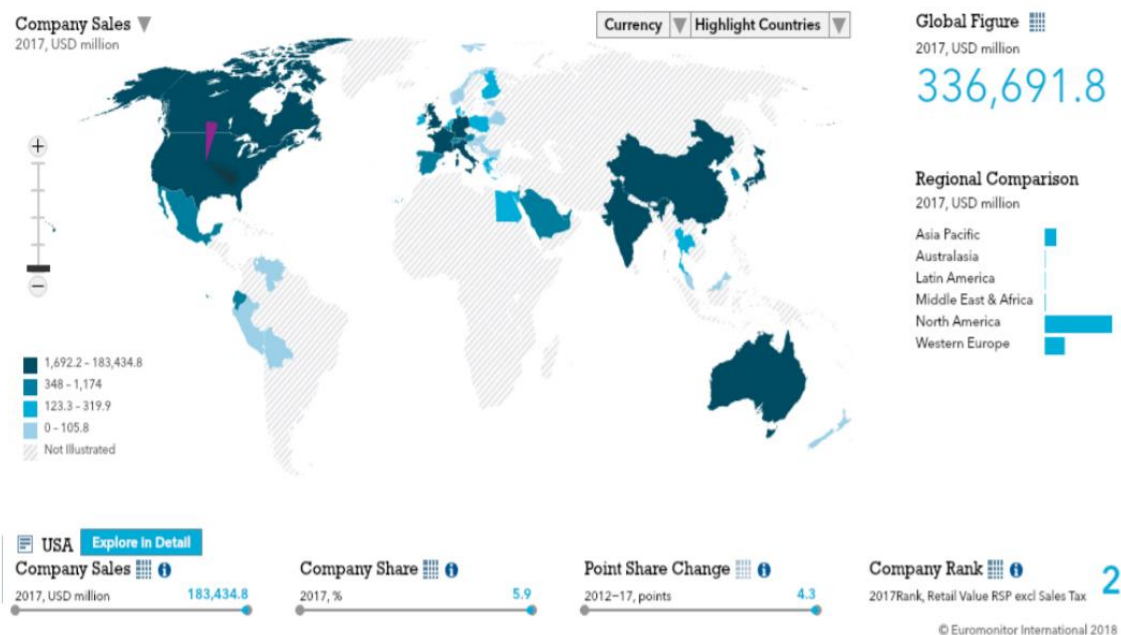 Company Sales
2017, USD million
Currency
Highlight Countries
Global Figure
2017, USD million
336,691.8
Regional Comparison
2017, USD million
Asia Pacific
Australasia
Latin America
Middle East & Africa
North America
Western Europe
+
−
1,692.2 – 183,434.8
348 – 1,174
123.3 – 319.9
0 – 105.8
Not Illustrated
USA
Explore in Detail
Company Sales
2017, USD million 183,434.8
Company Share
2017, % 5.9
Point Share Change
2012–17, points 4.3
Company Rank
2017Rank, Retail Value RSP excl Sales Tax 2
© Euromonitor International 2018